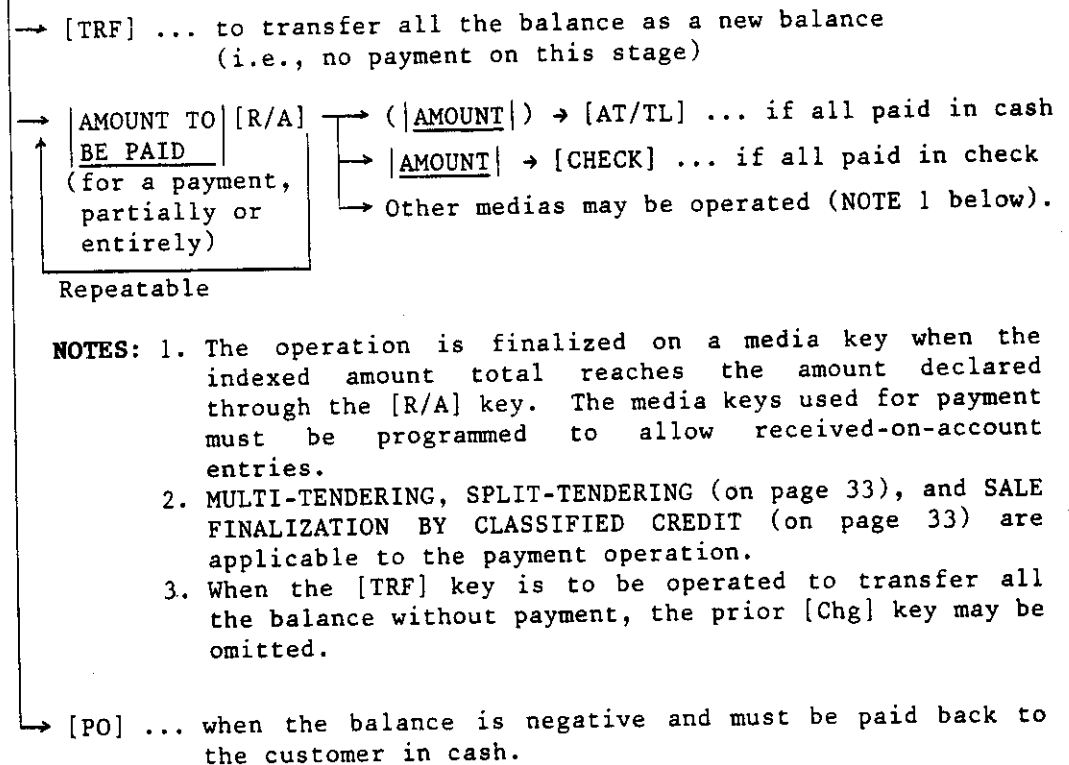 → [TRF] ... to transfer all the balance as a new balance
(i.e., no payment on this stage)
→ |AMOUNT TO| [R/A] → (|AMOUNT|) → [AT/TL] ... if all paid in cash
|BE PAID | → |AMOUNT| → [CHECK] ... if all paid in check
(for a payment, → Other medias may be operated (NOTE 1 below).
partially or
entirely)
Repeatable
NOTES: 1. The operation is finalized on a media key when the
indexed amount total reaches the amount declared
through the [R/A] key. The media keys used for payment
must be programmed to allow received-on-account
entries.
2. MULTI-TENDERING, SPLIT-TENDERING (on page 33), and SALE
FINALIZATION BY CLASSIFIED CREDIT (on page 33) are
applicable to the payment operation.
3. When the [TRF] key is to be operated to transfer all
the balance without payment, the prior [Chg] key may be
omitted.
→ [PO] ... when the balance is negative and must be paid back to
the customer in cash.